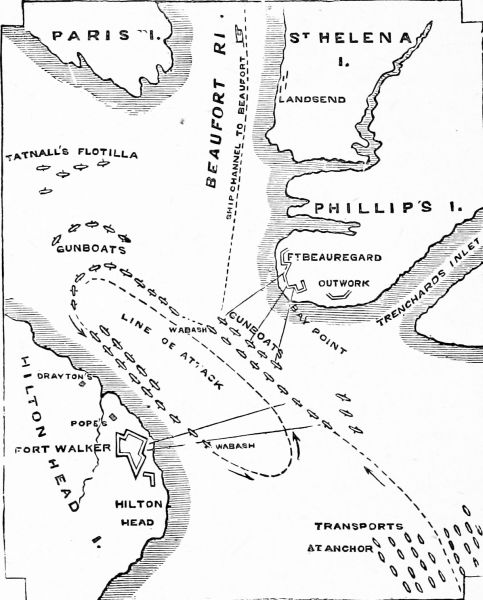 PARIS I.
BEAUFORT RI.
SHIP CHANNEL TO BEAUFORT
ST HELENA
I.
LANDSEND
TATNALL'S FLOTILLA
GUNBOATS
PHILLIP'S I.
FT BEAUREGARD
OUTWORK
BAY POINT
TRENCHARDS INLET
WABASH
GUNBOATS
LINE OF ATTACK
HILTON HEAD I.
DRAYTON'S
POPE'S
FORT WALKER
WABASH
HILTON
HEAD
TRANSPORTS
AT ANCHOR